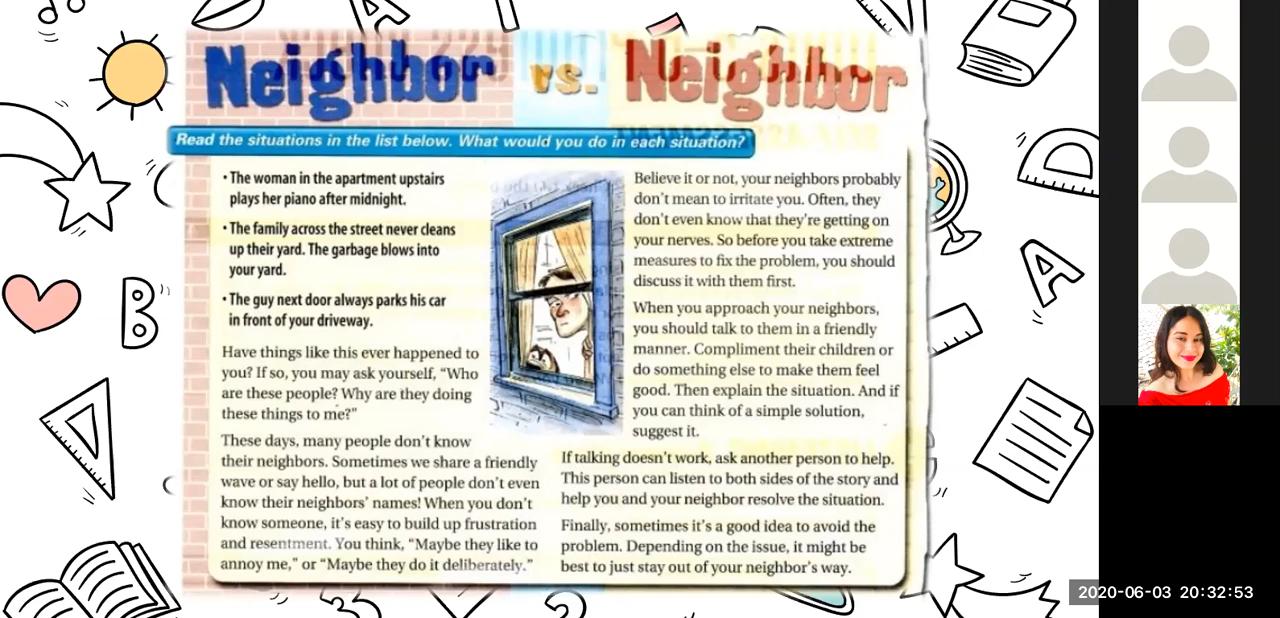 Neighbor vs. Neighbor
Read the situations in the list below. What would you do in each situation?
• The woman in the apartment upstairs
plays her piano after midnight.
• The family across the street never cleans
up their yard. The garbage blows into
your yard.
• The guy next door always parks his car
in front of your driveway.
Have things like this ever happened to
you? If so, you may ask yourself, “Who
are these people? Why are they doing
these things to me?”
These days, many people don’t know
their neighbors. Sometimes we share a friendly
wave or say hello, but a lot of people don’t even
know their neighbors’ names! When you don’t
know someone, it’s easy to build up frustration
and resentment. You think, “Maybe they like to
annoy me,” or “Maybe they do it deliberately.”
Believe it or not, your neighbors probably
don’t mean to irritate you. Often, they
don’t even know that they’re getting on
your nerves. So before you take extreme
measures to fix the problem, you should
discuss it with them first.
When you approach your neighbors,
you should talk to them in a friendly
manner. Compliment their children or
do something else to make them feel
good. Then explain the situation. And if
you can think of a simple solution,
suggest it.
If talking doesn’t work, ask another person to help.
This person can listen to both sides of the story and
help you and your neighbor resolve the situation.
Finally, sometimes it’s a good idea to avoid the
problem. Depending on the issue, it might be
best to just stay out of your neighbor’s way.
A
B
A
2020-06-03 20:32:53